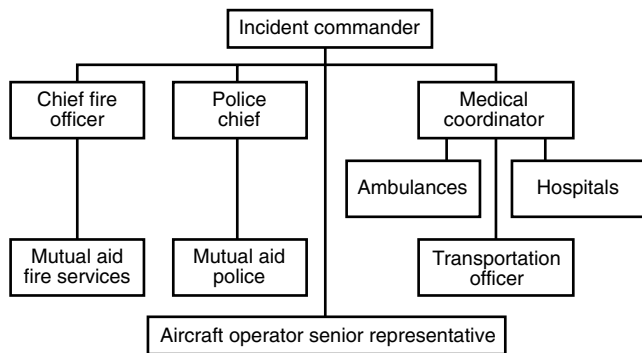 Incident commander
Chief fire
officer
Police
chief
Medical
coordinator
Ambulances
Hospitals
Mutual aid
fire services
Mutual aid
police
Transportation
officer
Aircraft operator senior representative